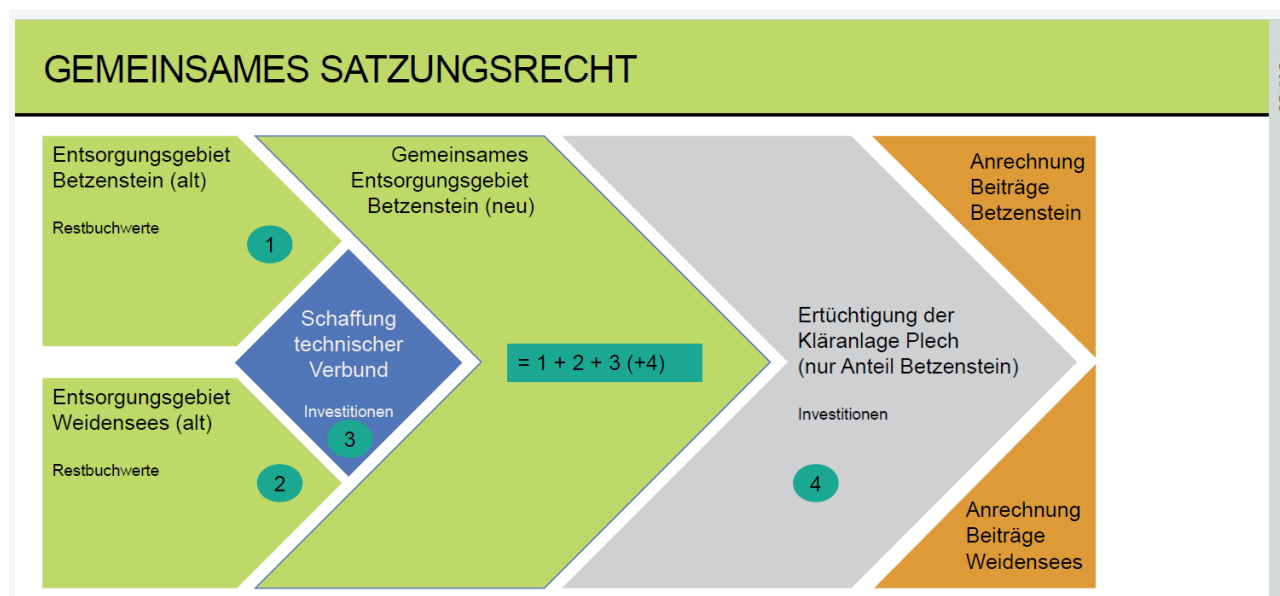 GEMEINSAMES SATZUNGSRECHT
Entsorgungsgebiet
Betzenstein (alt)
Restbuchwerte
1
Entsorgungsgebiet
Weidensees (alt)
Restbuchwerte
2
Schaffung
technischer
Verbund
Investitionen
3
Gemeinsames
Entsorgungsgebiet
Betzenstein (neu)
= 1 + 2 + 3 (+4)
Ertüchtigung der
Kläranlage Plech
(nur Anteil Betzenstein)
Investitionen
4
Anrechnung
Beiträge
Betzenstein
Anrechnung
Beiträge
Weidensees